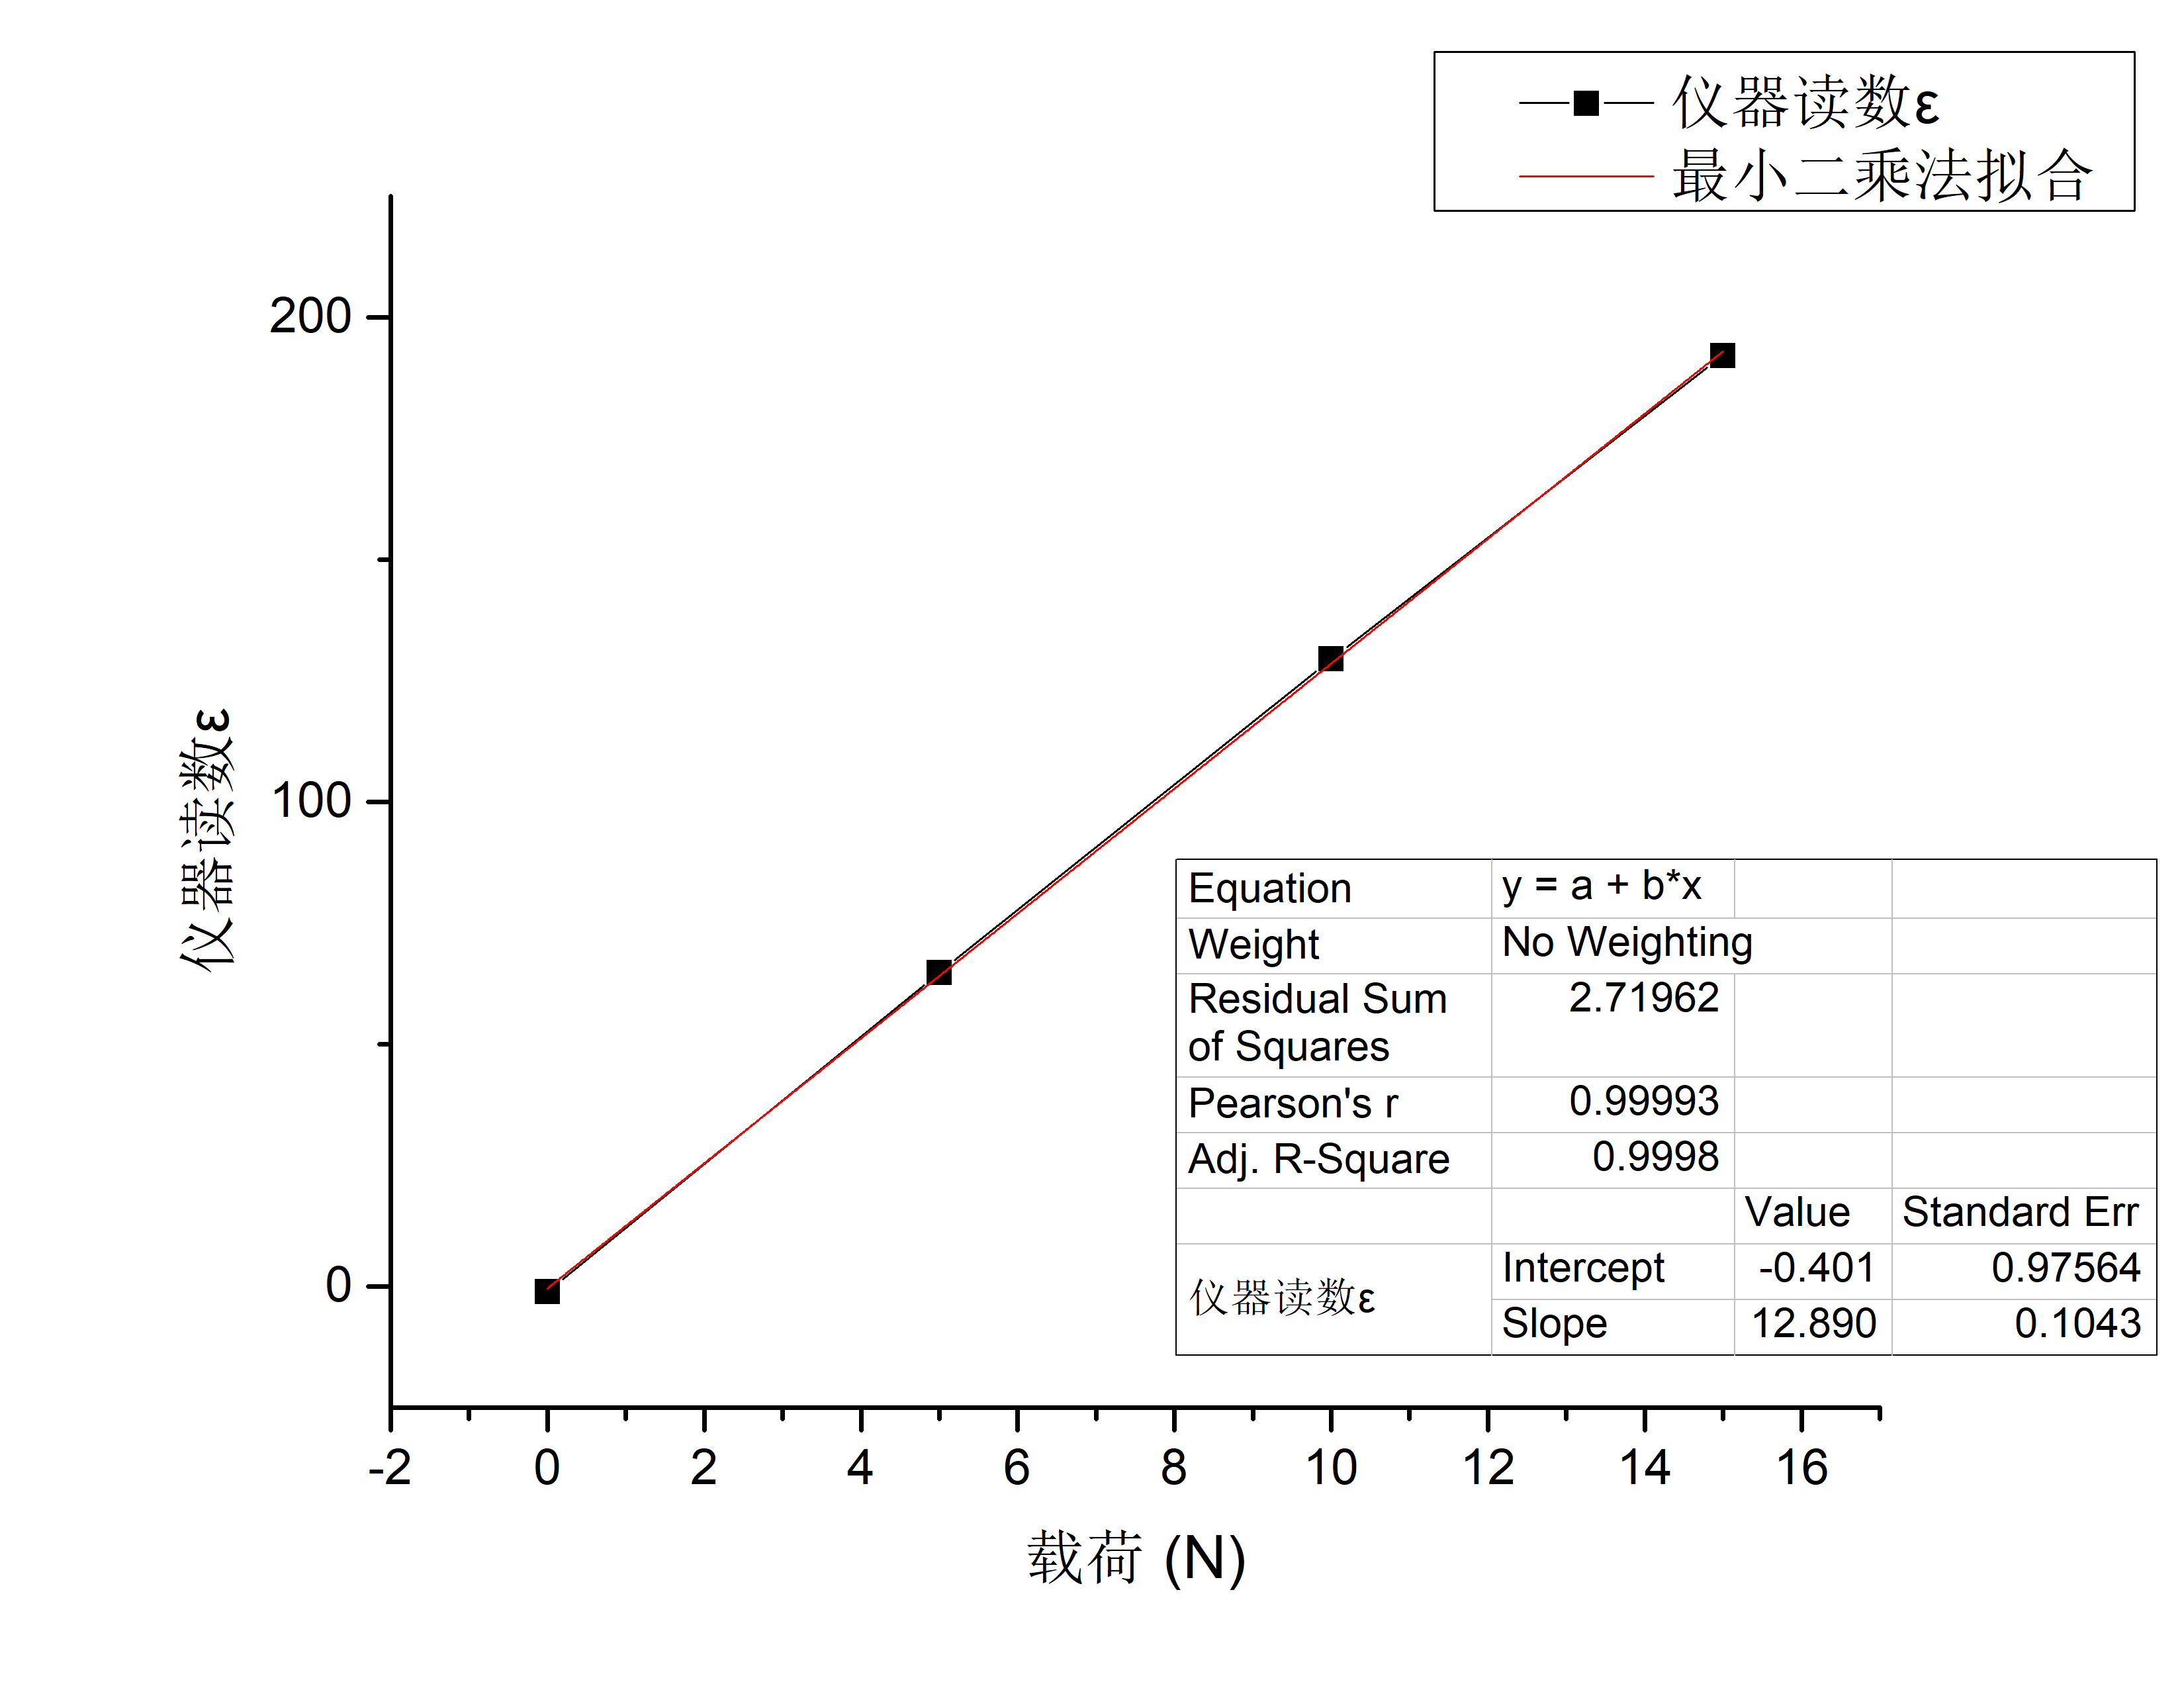 仪器读数ε
最小二乘法拟合
200
100
0
仪器读数ε
Equation y = a + b*x
Weight No Weighting
Residual Sum of Squares 2.71962
Pearson's r 0.99993
Adj. R-Square 0.9998
Value Standard Err
仪器读数ε Intercept -0.401 0.97564
Slope 12.890 0.1043
-2 0 2 4 6 8 10 12 14 16
载荷 (N)